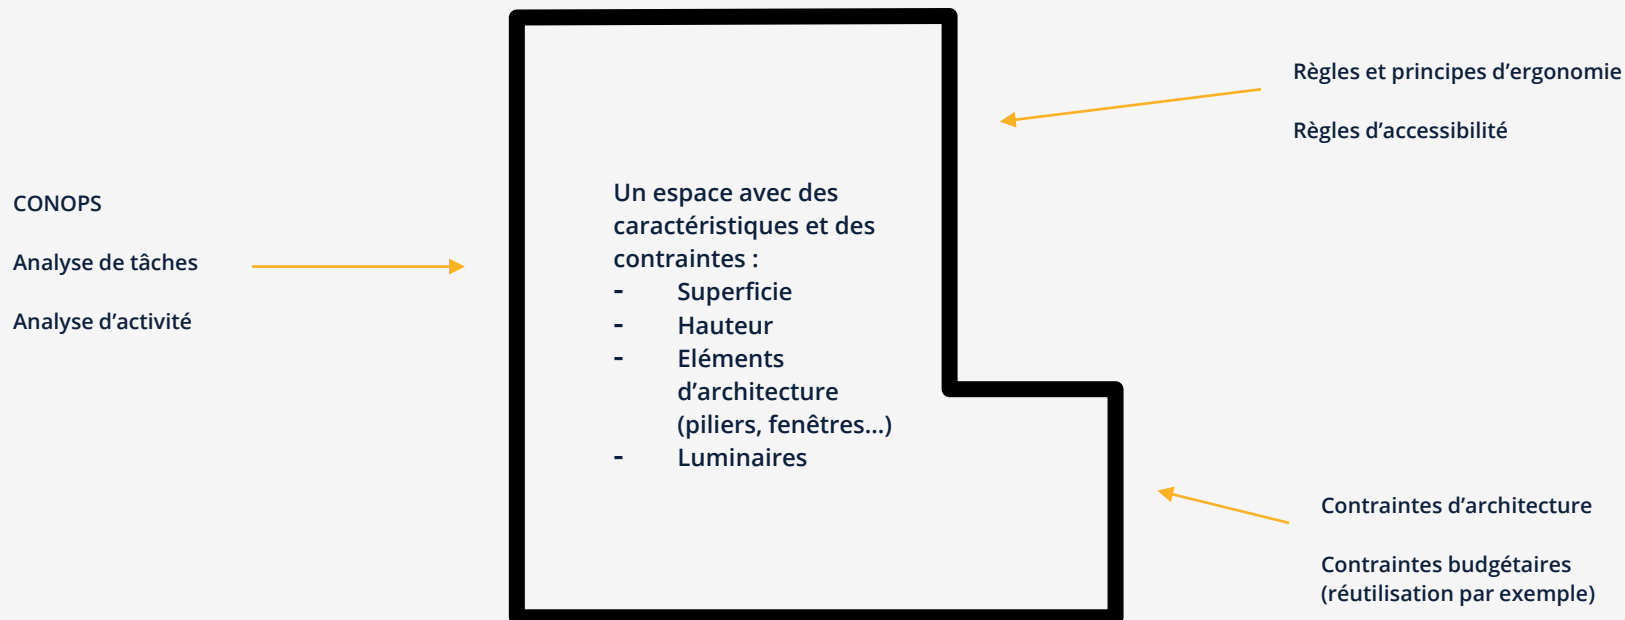 CONOPS
Analyse de tâches
Analyse d’activité
Un espace avec des
caractéristiques et des
contraintes :
- Superficie
- Hauteur
- Eléments
d’architecture
(piliers, fenêtres…)
- Luminaires
Règles et principes d’ergonomie
Règles d’accessibilité
Contraintes d’architecture
Contraintes budgétaires
(réutilisation par exemple)